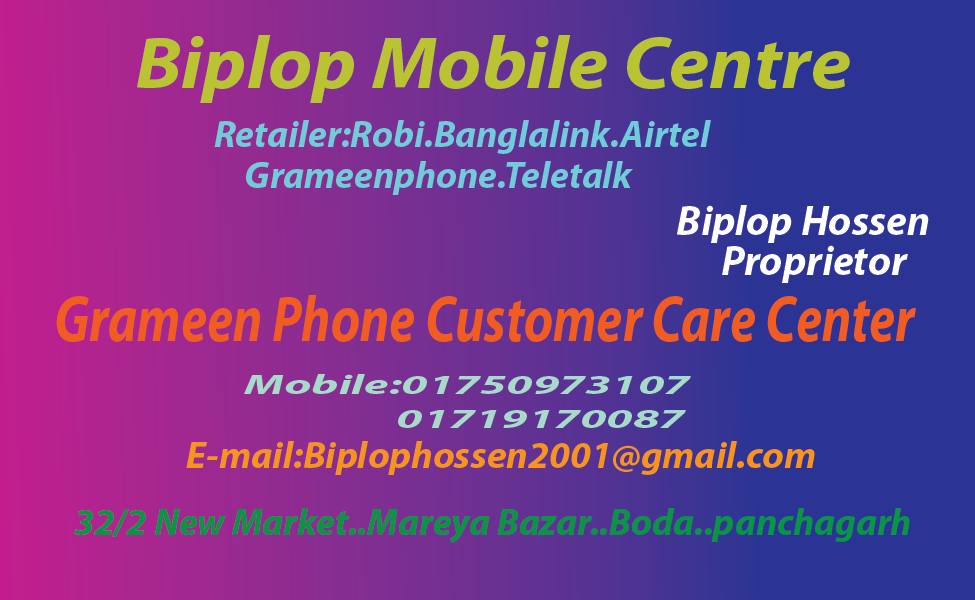 Biplop Mobile Centre
Retailer:Robi.Banglalink.Airtel
Grameenphone.Teletalk
Biplop Hossen
Proprietor
Grameen Phone Customer Care Center
Mobile:01750973107
01719170087
E-mail:Biplophossen2001@gmail.com
32/2 New Market..Mareya Bazar..Boda..panchagarh